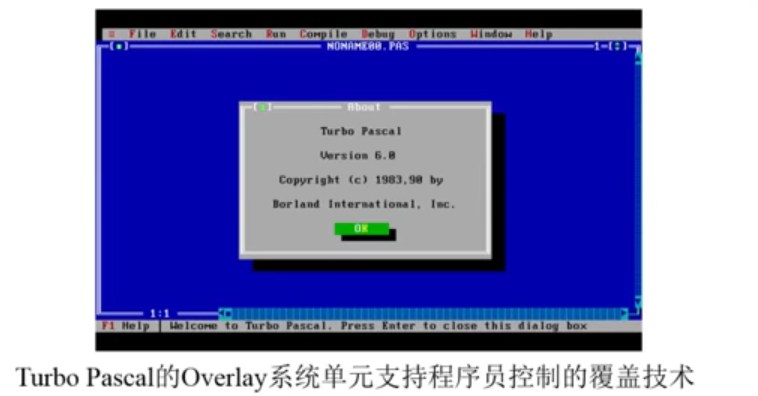 ≡ File Edit Search Run Compile Debug Options Window Help
NONAME00.PAS 1
About
Turbo Pascal
Version 6.0
Copyright (c) 1983,90 by
Borland International, Inc.
OK
1:1
F1 Help | Welcome to Turbo Pascal. Press Enter to close this dialog box
Turbo Pascal的Overlay系统单元支持程序员控制的覆盖技术